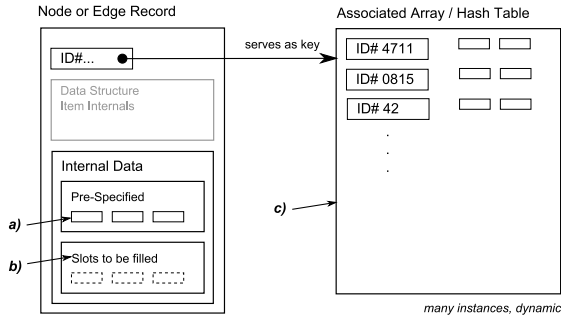 Node or Edge Record
ID#...
Data Structure
Item Internals
Internal Data
Pre-Specified
a)
b)
Slots to be filled
serves as key
Associated Array / Hash Table
ID# 4711
ID# 0815
ID# 42
.
.
.
c)
many instances, dynamic